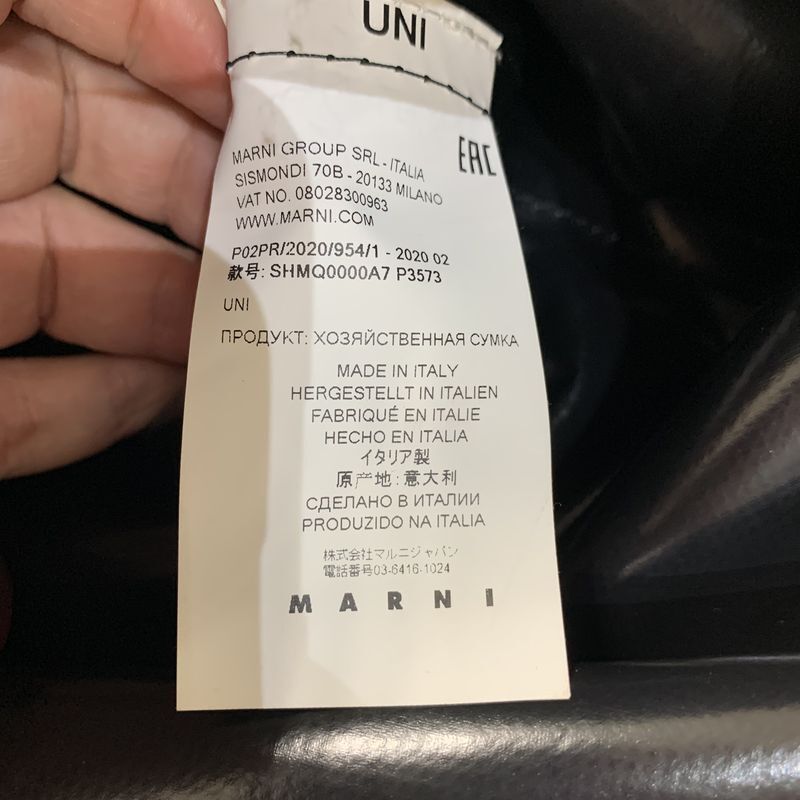 UNI
EAC
MARNI GROUP SRL - ITALIA
SISMONDI 70B - 20133 MILANO
VAT NO. 08028300963
WWW.MARNI.COM
P02PR/2020/954/1 - 2020 02
款号: SHMQ0000A7 P3573
UNI
ПРОДУКТ: ХОЗЯЙСТВЕННАЯ СУМКА
MADE IN ITALY
HERGESTELLT IN ITALIEN
FABRIQUÉ EN ITALIE
HECHO EN ITALIA
イタリア製
原产地: 意大利
СДЕЛАНО В ИТАЛИИ
PRODUZIDO NA ITALIA
株式会社マルニジャパン
電話番号03-6416-1024
MARNI